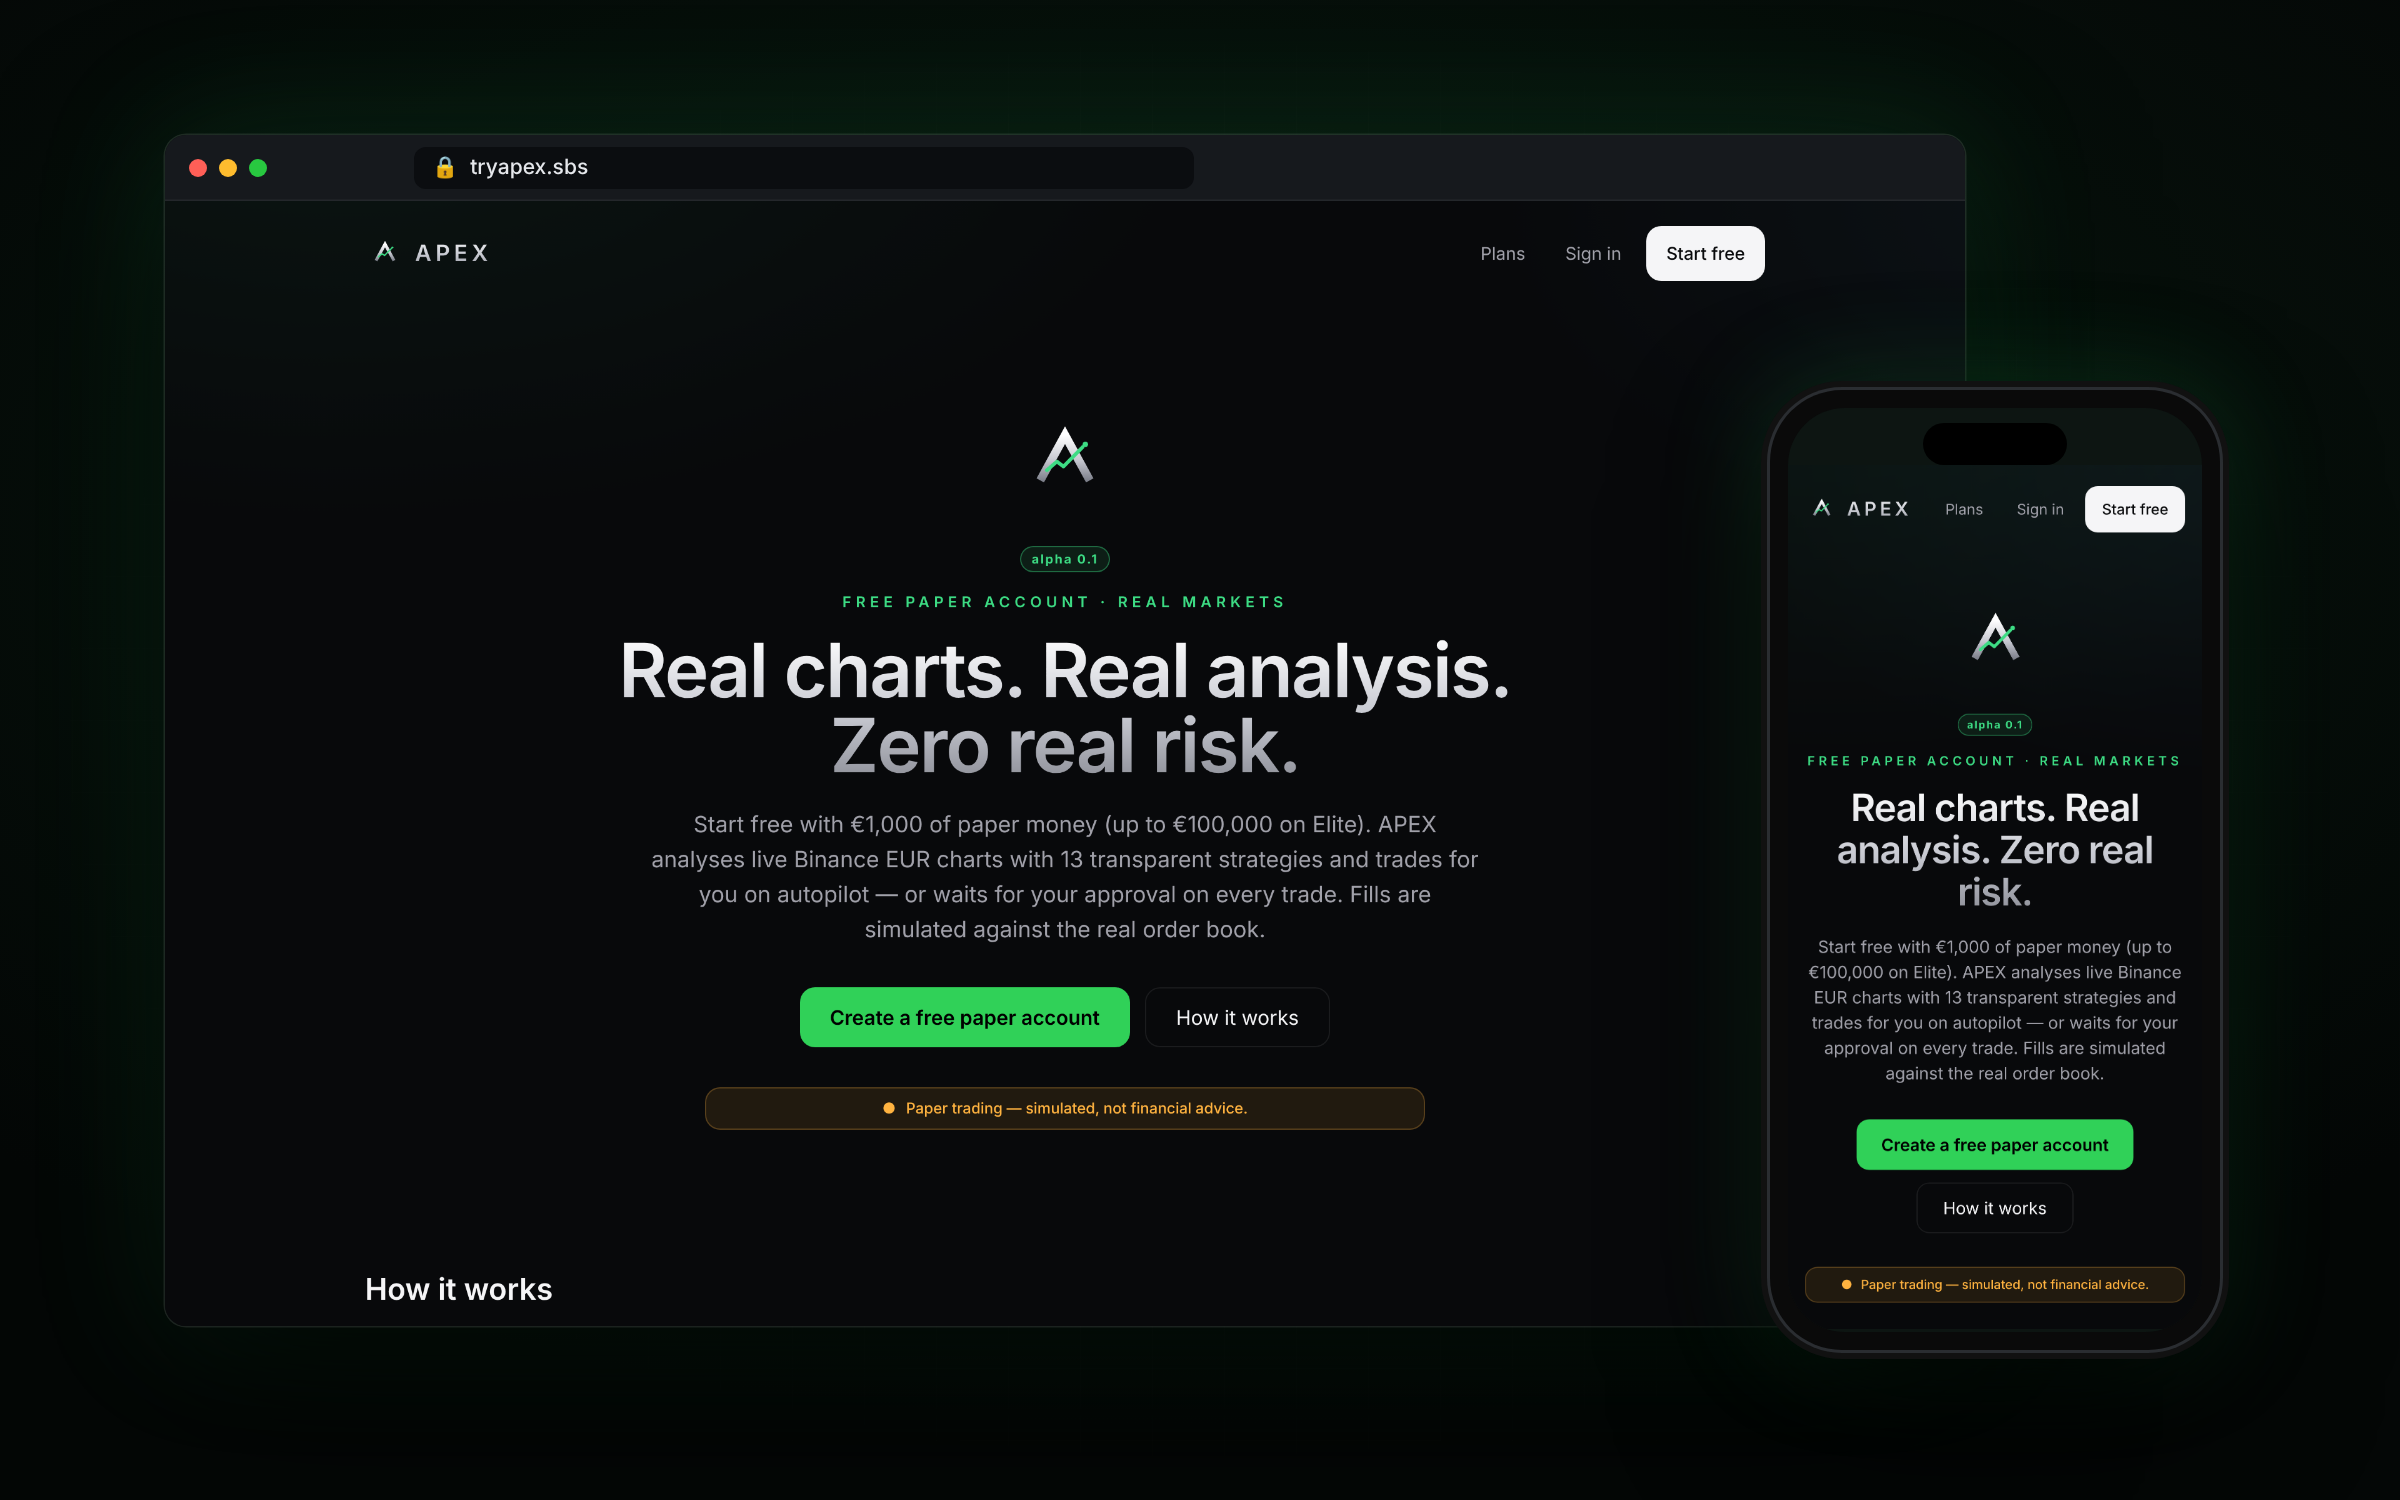 tryapex.sbs
APEX
Plans
Sign in
Start free
alpha 0.1
FREE PAPER ACCOUNT · REAL MARKETS
Real charts. Real analysis.
Zero real risk.
Start free with €1,000 of paper money (up to €100,000 on Elite). APEX
analyses live Binance EUR charts with 13 transparent strategies and trades for
you on autopilot — or waits for your approval on every trade. Fills are
simulated against the real order book.
Create a free paper account
How it works
Paper trading — simulated, not financial advice.
How it works
APEX
Plans
Sign in
Start free
alpha 0.1
FREE PAPER ACCOUNT · REAL MARKETS
Real charts. Real
analysis. Zero real
risk.
Start free with €1,000 of paper money (up to
€100,000 on Elite). APEX analyses live Binance
EUR charts with 13 transparent strategies and
trades for you on autopilot — or waits for your
approval on every trade. Fills are simulated
against the real order book.
Create a free paper account
How it works
Paper trading — simulated, not financial advice.